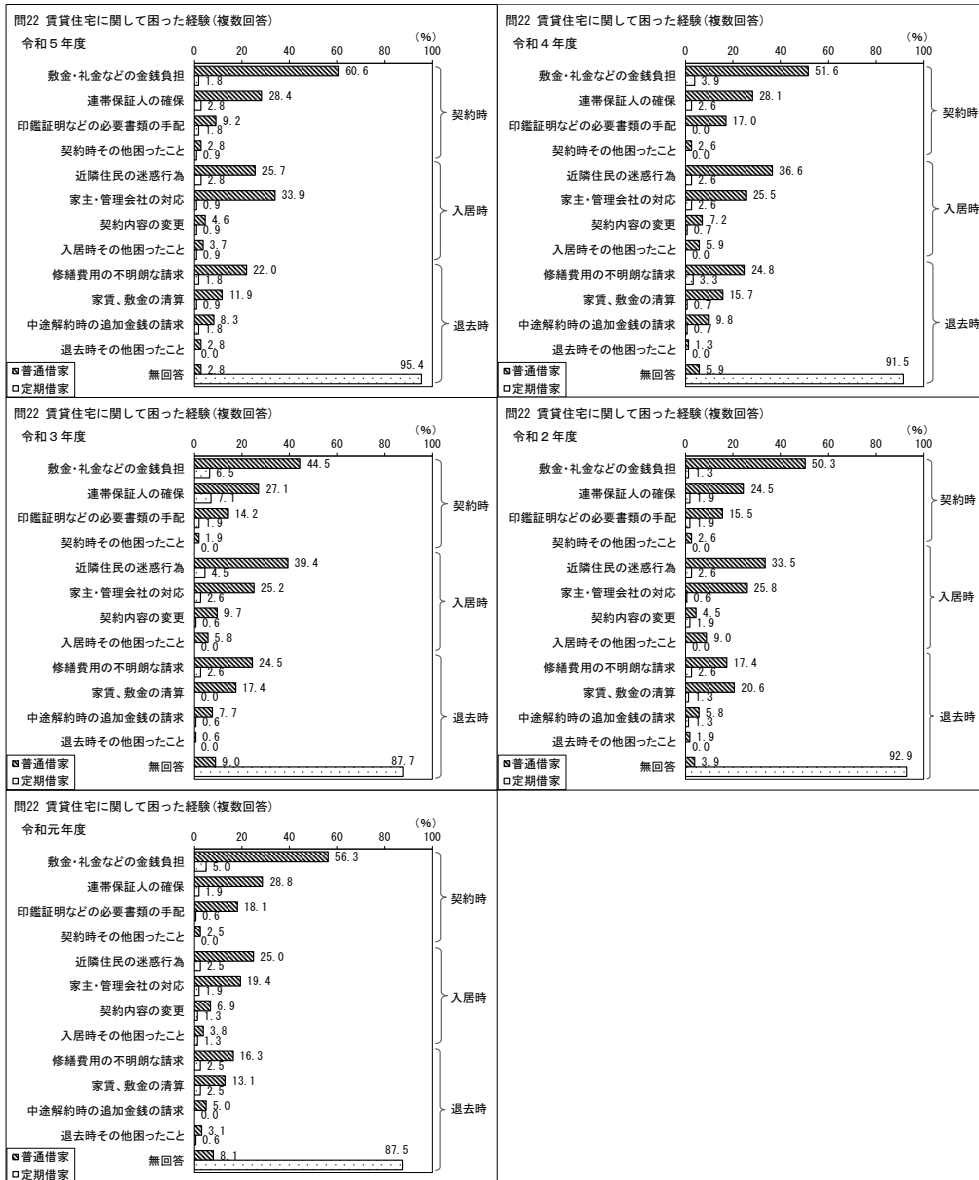 問22 賃貸住宅に関して困った経験(複数回答)
令和5年度
(%)
0 20 40 60 80 100
敷金・礼金などの金銭負担 60.6
1.8
連帯保証人の確保 28.4
2.8
印鑑証明などの必要書類の手配 9.2
1.8
契約時その他困ったこと 2.8
0.9
契約時
近隣住民の迷惑行為 25.7
2.8
家主・管理会社の対応 33.9
0.9
契約内容の変更 4.6
0.9
入居時その他困ったこと 3.7
0.9
入居時
修繕費用の不明朗な請求 22.0
1.8
家賃、敷金の清算 11.9
0.9
中途解約時の追加金銭の請求 8.3
1.8
退去時その他困ったこと 2.8
0.0
無回答 2.8
95.4
退去時
普通借家
定期借家
問22 賃貸住宅に関して困った経験(複数回答)
令和4年度
(%)
0 20 40 60 80 100
敷金・礼金などの金銭負担 51.6
3.9
連帯保証人の確保 28.1
2.6
印鑑証明などの必要書類の手配 17.0
0.0
契約時その他困ったこと 2.6
0.0
契約時
近隣住民の迷惑行為 36.6
2.6
家主・管理会社の対応 25.5
2.6
契約内容の変更 7.2
0.7
入居時その他困ったこと 5.9
0.0
入居時
修繕費用の不明朗な請求 24.8
3.3
家賃、敷金の清算 15.7
0.7
中途解約時の追加金銭の請求 9.8
0.7
退去時その他困ったこと 1.3
0.0
無回答 5.9
91.5
退去時
普通借家
定期借家
問22 賃貸住宅に関して困った経験(複数回答)
令和3年度
(%)
0 20 40 60 80 100
敷金・礼金などの金銭負担 44.5
6.5
連帯保証人の確保 27.1
7.1
印鑑証明などの必要書類の手配 14.2
1.9
契約時その他困ったこと 1.9
0.0
契約時
近隣住民の迷惑行為 39.4
4.5
家主・管理会社の対応 25.2
2.6
契約内容の変更 9.7
0.6
入居時その他困ったこと 5.8
0.0
入居時
修繕費用の不明朗な請求 24.5
2.6
家賃、敷金の清算 17.4
0.0
中途解約時の追加金銭の請求 7.7
0.6
退去時その他困ったこと 0.6
0.0
無回答 9.0
87.7
退去時
普通借家
定期借家
問22 賃貸住宅に関して困った経験(複数回答)
令和2年度
(%)
0 20 40 60 80 100
敷金・礼金などの金銭負担 50.3
1.3
連帯保証人の確保 24.5
1.9
印鑑証明などの必要書類の手配 15.5
1.9
契約時その他困ったこと 2.6
0.0
契約時
近隣住民の迷惑行為 33.5
2.6
家主・管理会社の対応 25.8
0.6
契約内容の変更 4.5
1.9
入居時その他困ったこと 9.0
0.0
入居時
修繕費用の不明朗な請求 17.4
2.6
家賃、敷金の清算 20.6
1.3
中途解約時の追加金銭の請求 5.8
1.3
退去時その他困ったこと 1.9
0.0
無回答 3.9
92.9
退去時
普通借家
定期借家
問22 賃貸住宅に関して困った経験(複数回答)
令和元年度
(%)
0 20 40 60 80 100
敷金・礼金などの金銭負担 56.3
5.0
連帯保証人の確保 28.8
1.9
印鑑証明などの必要書類の手配 18.1
0.6
契約時その他困ったこと 2.5
0.0
契約時
近隣住民の迷惑行為 25.0
2.5
家主・管理会社の対応 19.4
1.9
契約内容の変更 6.9
1.3
入居時その他困ったこと 3.8
1.3
入居時
修繕費用の不明朗な請求 16.3
2.5
家賃、敷金の清算 13.1
2.5
中途解約時の追加金銭の請求 5.0
0.0
退去時その他困ったこと 3.1
0.6
無回答 8.1
87.5
退去時
普通借家
定期借家